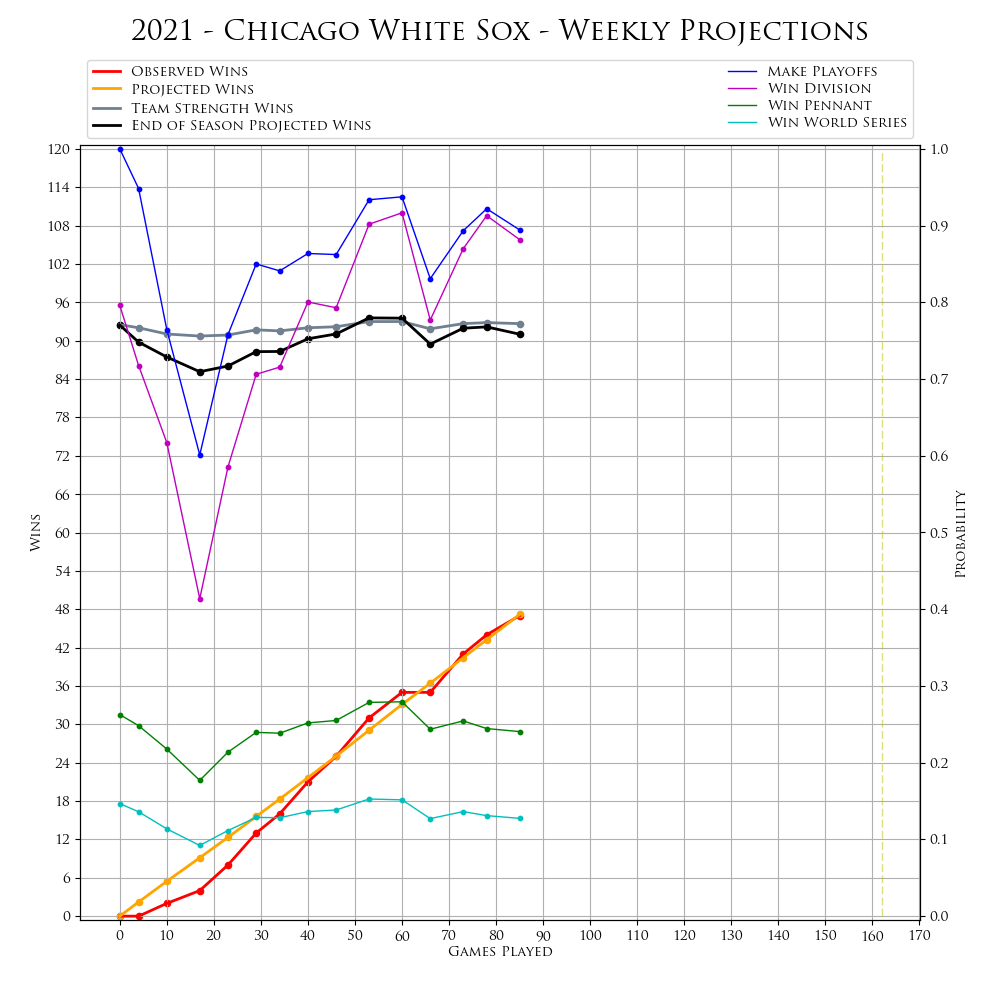 2021 - Chicago White Sox - Weekly Projections
Observed Wins
Projected Wins
Team Strength Wins
End of Season Projected Wins
Make Playoffs
Win Division
Win Pennant
Win World Series
120
114
108
102
96
90
84
78
72
66
60
54
48
42
36
30
24
18
12
6
0
Wins
1.0
0.9
0.8
0.7
0.6
0.5
0.4
0.3
0.2
0.1
0.0
Probability
0 10 20 30 40 50 60 70 80 90 100 110 120 130 140 150 160 170
Games Played